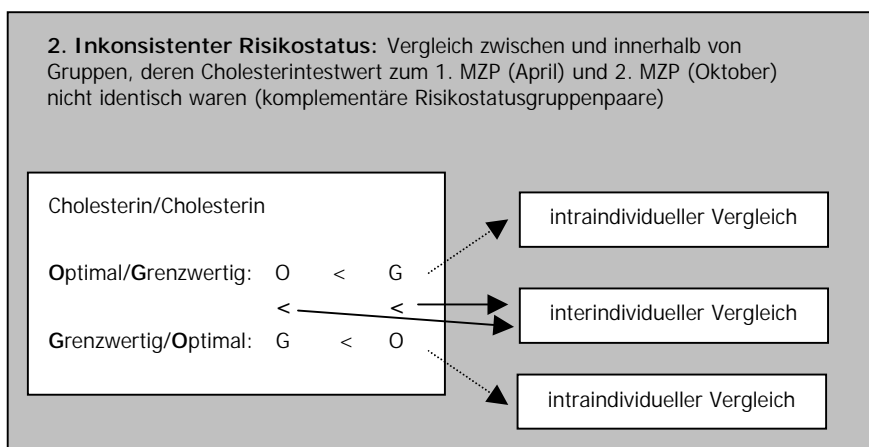 2. Inkonsistenter Risikostatus: Vergleich zwischen und innerhalb von
Gruppen, deren Cholesterintestwert zum 1. MZP (April) und 2. MZP (Oktober)
nicht identisch waren (komplementäre Risikostatusgruppenpaare)
Cholesterin/Cholesterin
intraindividueller Vergleich
Optimal/Grenzwertig: O < G
< <
interindividueller Vergleich
Grenzwertig/Optimal: G < O
intraindividueller Vergleich